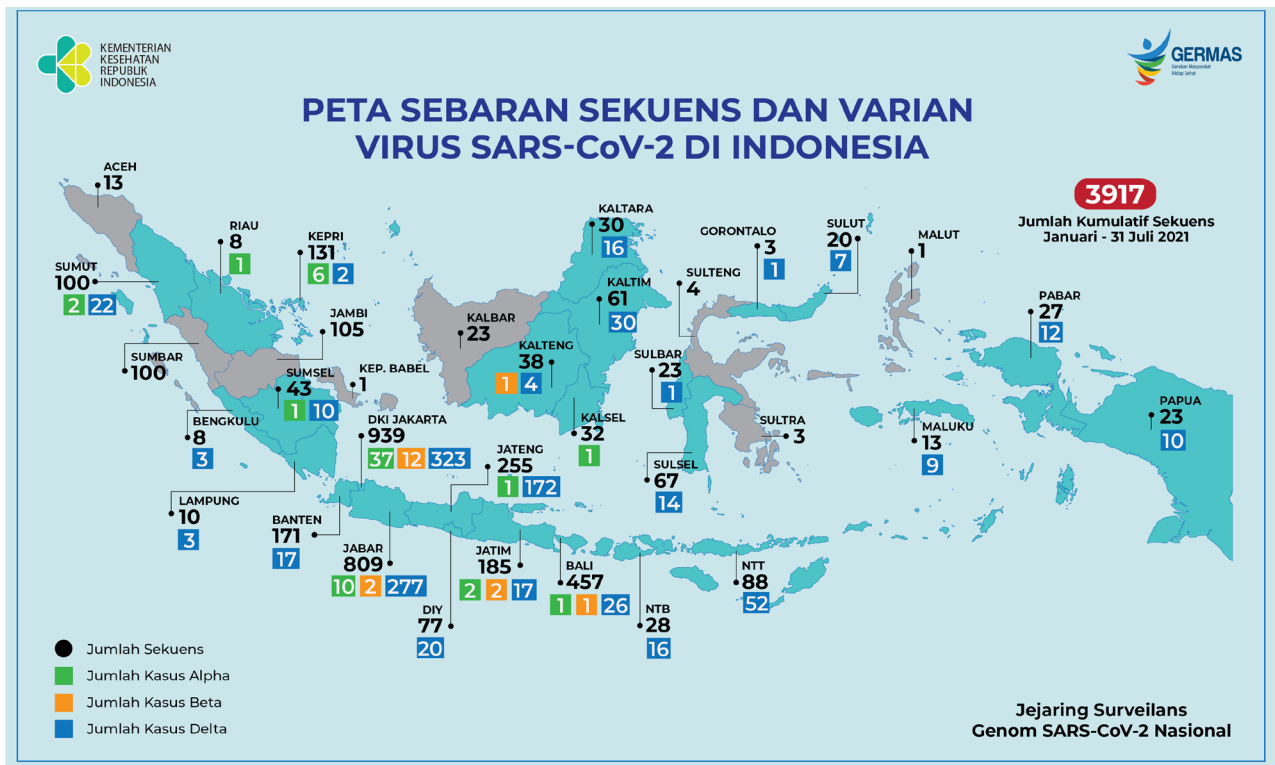 KEMENTERIAN
KESEHATAN
REPUBLIK
INDONESIA
GERMAS
Gerakan Masyarakat
Hidup Sehat
PETA SEBARAN SEKUENS DAN VARIAN
VIRUS SARS-CoV-2 DI INDONESIA
3917
Jumlah Kumulatif Sekuens
Januari - 31 Juli 2021
ACEH
13
RIAU
8
1
KEPRI
131
6 2
SUMUT
100
2 22
JAMBI
105
SUMBAR
100
SUMSEL
43
1 10
KEP. BABEL
1
BENGKULU
8
3
LAMPUNG
10
3
DKI JAKARTA
939
37 12 323
BANTEN
171
17
JABAR
809
10 2 277
JATENG
255
1 172
DIY
77
20
JATIM
185
2 2 17
BALI
457
1 1 26
NTB
28
16
NTT
88
52
KALBAR
23
KALTENG
38
1 4
KALSEL
32
1
KALTIM
61
30
KALTARA
30
16
GORONTALO
3
1
SULUT
20
7
SULTENG
4
SULBAR
23
1
SULSEL
67
14
SULTRA
3
MALUT
1
MALUKU
13
9
PABAR
27
12
PAPUA
23
10
Jumlah Sekuens
Jumlah Kasus Alpha
Jumlah Kasus Beta
Jumlah Kasus Delta
Jejaring Surveilans
Genom SARS-CoV-2 Nasional